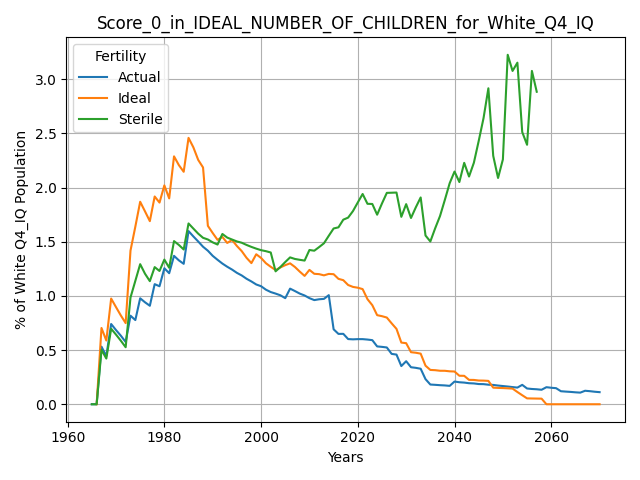 Score_0_in_IDEAL_NUMBER_OF_CHILDREN_for_White_Q4_IQ
Fertility
Actual
Ideal
Sterile
% of White Q4_IQ Population
3.0
2.5
2.0
1.5
1.0
0.5
0.0
1960
1980
2000
2020
2040
2060
Years